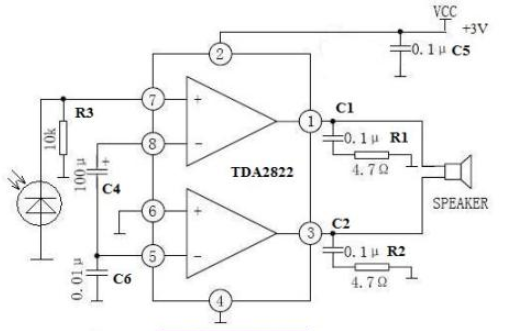 VCC
+3V
0.1μ C5
2
R3
10k
7
+
8
-
100μ
+
C4
TDA2822
1
C1
0.1μ R1
4.7Ω
SPEAKER
6
+
5
-
3
C2
0.1μ R2
4.7Ω
0.01μ
C6
4